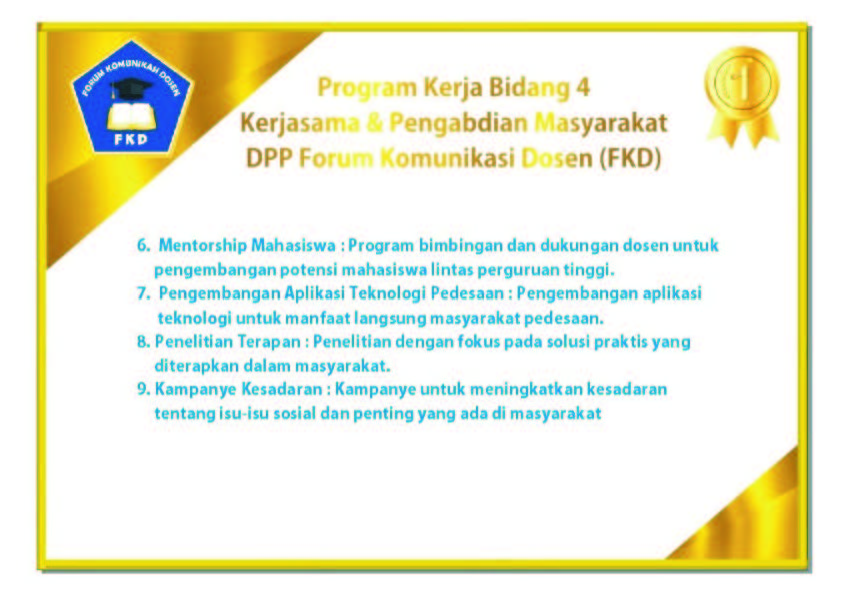 FORUM KOMUNIKAH DOSEN
FKD
1
Program Kerja Bidang 4
Kerjasama & Pengabdian Masyarakat
DPP Forum Komunikasi Dosen (FKD)
6. Mentorship Mahasiswa : Program bimbingan dan dukungan dosen untuk
pengembangan potensi mahasiswa lintas perguruan tinggi.
7. Pengembangan Aplikasi Teknologi Pedesaan : Pengembangan aplikasi
teknologi untuk manfaat langsung masyarakat pedesaan.
8. Penelitian Terapan : Penelitian dengan fokus pada solusi praktis yang
diterapkan dalam masyarakat.
9. Kampanye Kesadaran : Kampanye untuk meningkatkan kesadaran
tentang isu-isu sosial dan penting yang ada di masyarakat